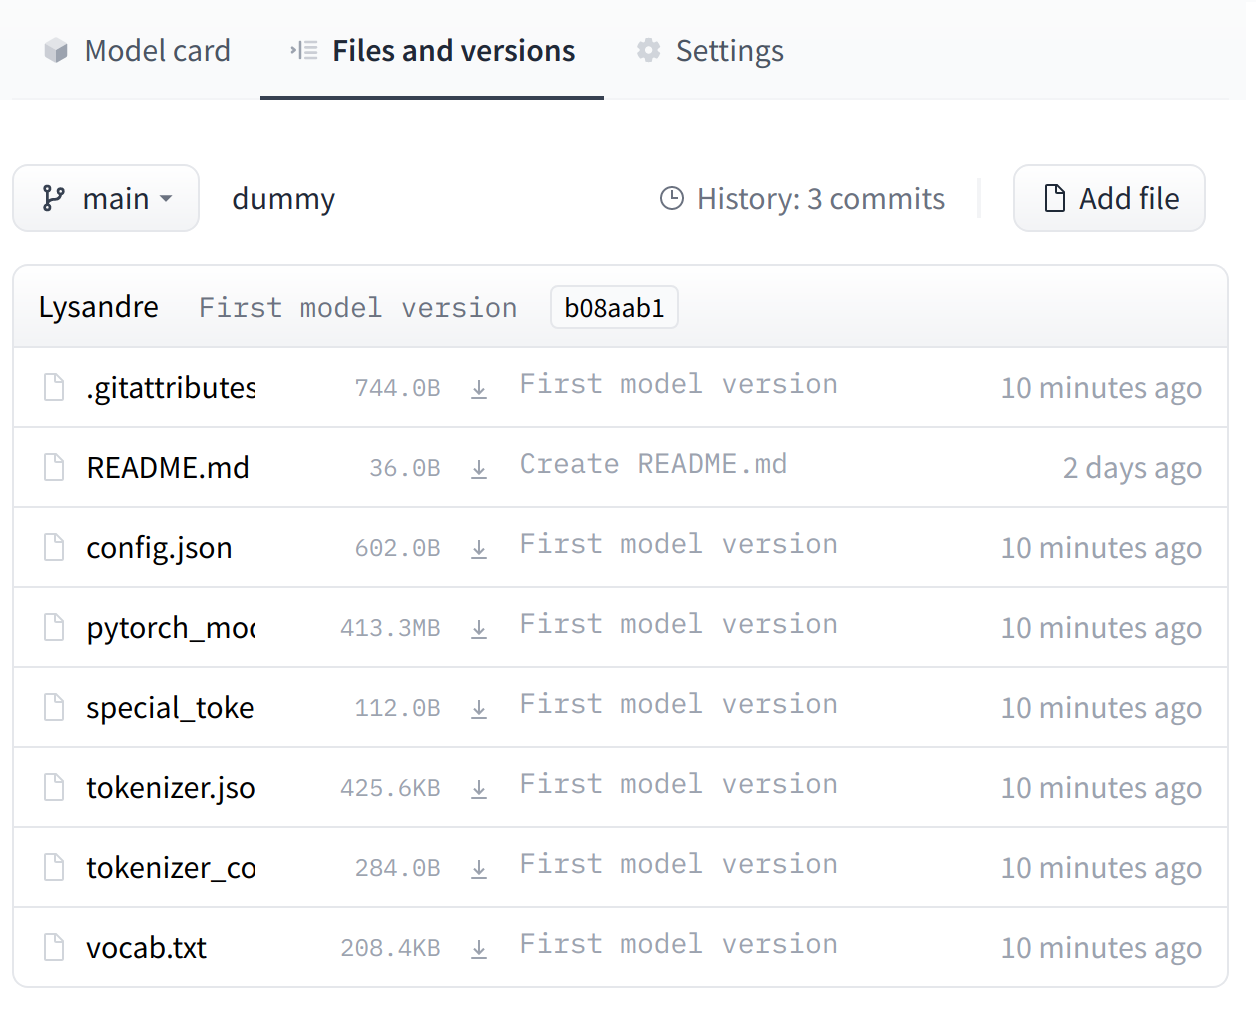 Model card Files and versions Settings
main dummy History: 3 commits Add file
Lysandre First model version b08aab1
.gitattributes 744.0B First model version 10 minutes ago
README.md 36.0B Create README.md 2 days ago
config.json 602.0B First model version 10 minutes ago
pytorch_mod 413.3MB First model version 10 minutes ago
special_toke 112.0B First model version 10 minutes ago
tokenizer.jso 425.6KB First model version 10 minutes ago
tokenizer_co 284.0B First model version 10 minutes ago
vocab.txt 208.4KB First model version 10 minutes ago